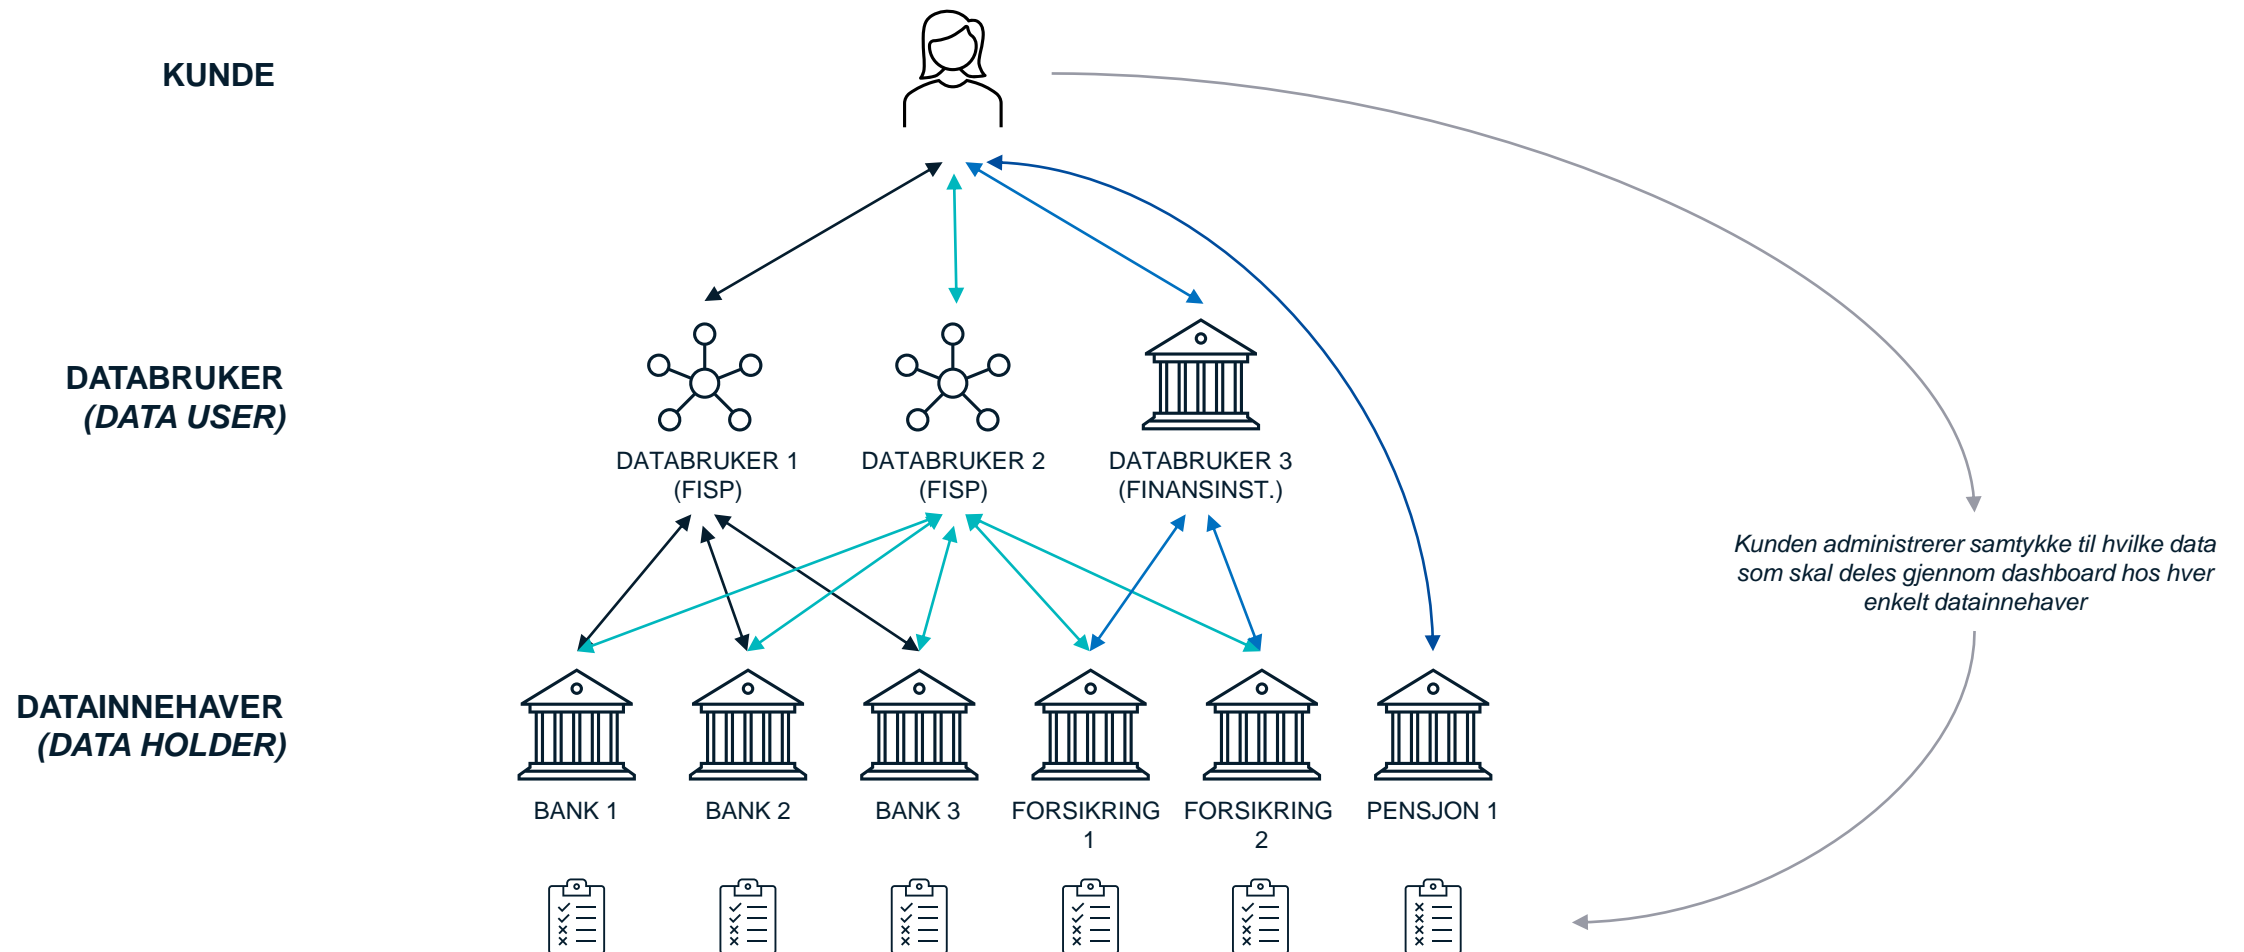 KUNDE
DATABRUKER
(DATA USER)
DATABRUKER 1
(FISP)
DATABRUKER 2
(FISP)
DATABRUKER 3
(FINANSINST.)
Kunden administrerer samtykke til hvilke data
som skal deles gjennom dashboard hos hver
enkelt datainnehaver
DATAINNEHAVER
(DATA HOLDER)
BANK 1
BANK 2
BANK 3
FORSIKRING
1
FORSIKRING
2
PENSJON 1